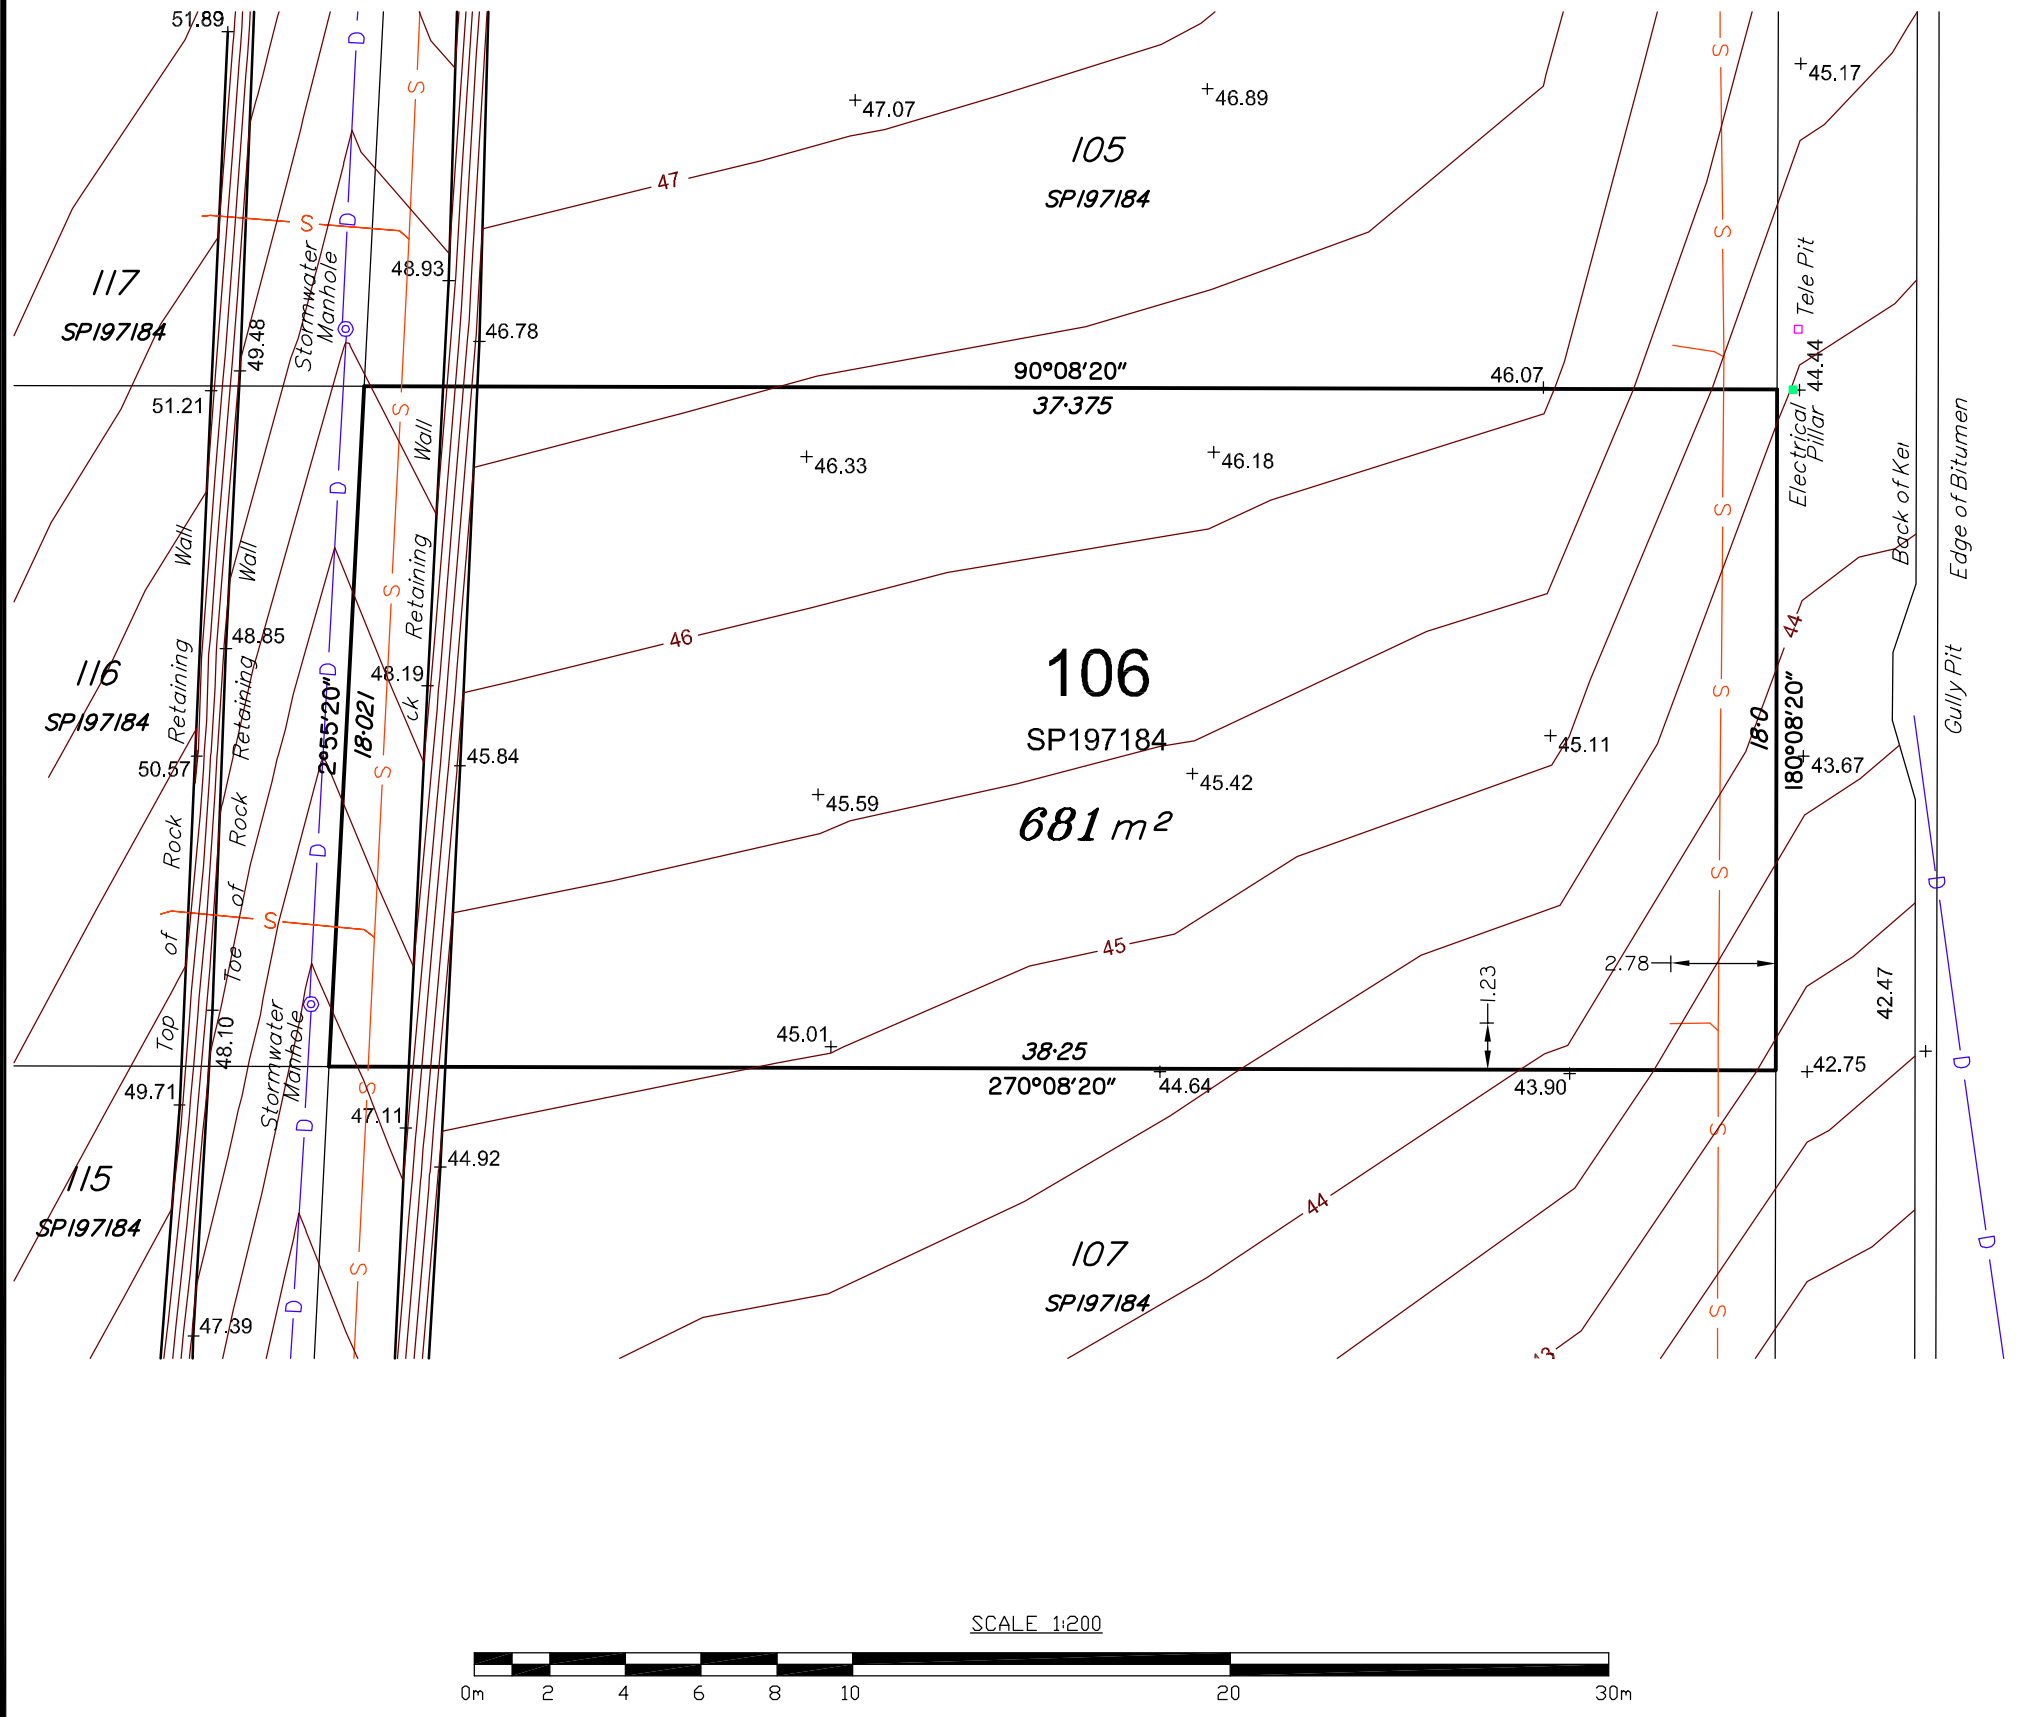 51.89
D
S
S
45.17
47.07
46.89
105
SP197184
47
S
D
S
117
SP197184
Stormwater
Manhole
48.93
Tele Pit
46.78
49.48
44.44
90°08'20"
46.07
37·375
51.21
S
Electrical
Pillar
Wall
46.33
46.18
Back of Ke
Edge of Bitumen
D
S
Wall
Wall
Retaining
S
44
46
48.85
106
116
SP197184
Retaining
Retaining
D
48.19
ck
S
2°55'20"
18·021
18·0
180°08'20"
Gully Pit
SP197184
45.11
50.57
S
45.84
43.67
45.42
45.59
681 m²
Rock
Rock
D
S
D
of
of
S
45
Toe
2.78
1.23
42.47
Top
48.10
Stormwater
Manhole
45.01
38·25
270°08'20"
44.64
43.90
42.75
D
49.71
S
47.11
D
S
44.92
115
SP197184
44
107
SP197184
D
S
D
S
47.39
SCALE 1:200
0m 2 4 6 8 10 20 30m